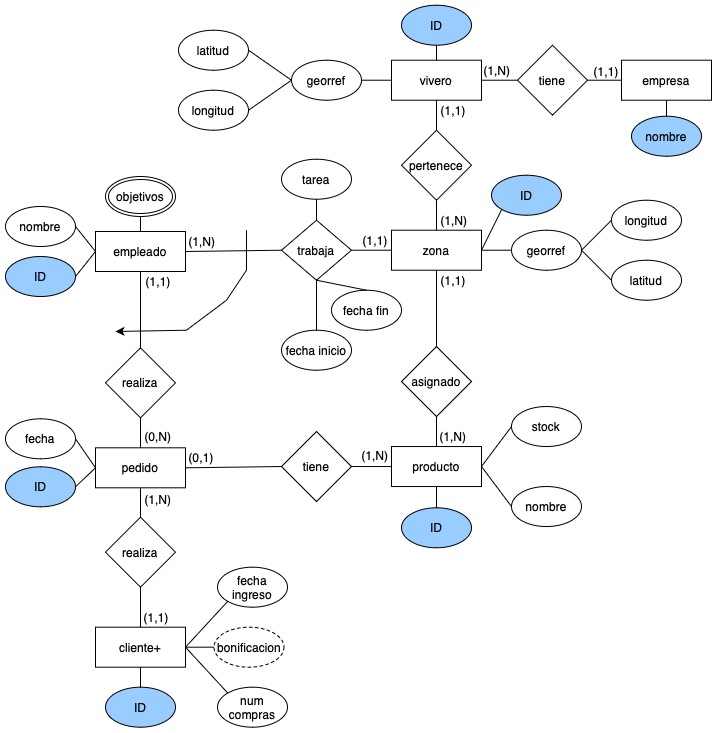 ID
latitud
georref
vivero
(1,N)
tiene
(1,1)
empresa
longitud
(1,1)
nombre
pertenece
tarea
objetivos
ID
(1,N)
nombre
empleado
(1,N)
trabaja
(1,1)
zona
georref
longitud
ID
(1,1)
(1,1)
latitud
fecha fin
fecha inicio
realiza
asignado
fecha
(0,N)
(1,N)
stock
pedido
(0,1)
tiene
(1,N)
producto
ID
(1,N)
nombre
ID
realiza
fecha
ingreso
(1,1)
cliente+
bonificacion
ID
num
compras